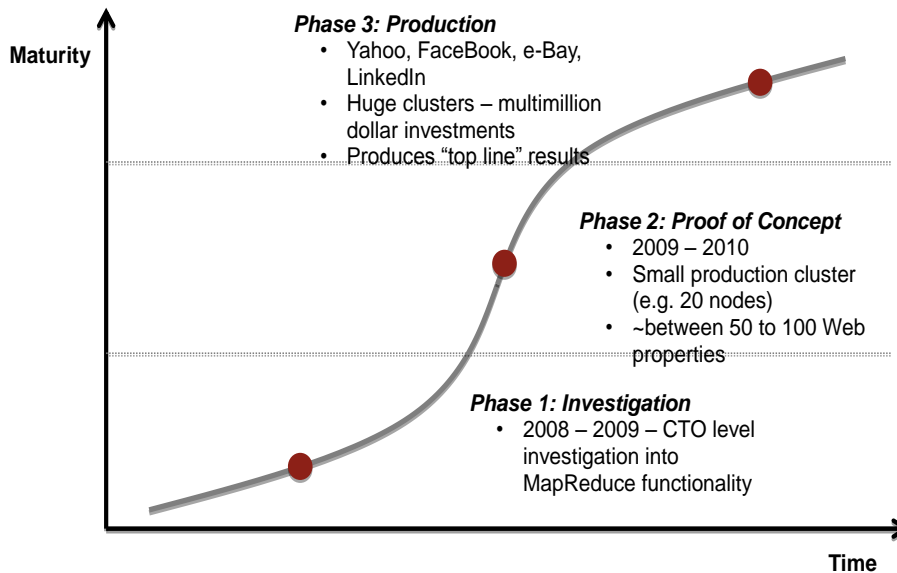 Phase 3: Production
• Yahoo, FaceBook, e-Bay,
LinkedIn
• Huge clusters – multimillion
dollar investments
• Produces “top line” results
Maturity
Phase 2: Proof of Concept
• 2009 – 2010
• Small production cluster
(e.g. 20 nodes)
• ~between 50 to 100 Web
properties
Phase 1: Investigation
• 2008 – 2009 – CTO level
investigation into
MapReduce functionality
Time